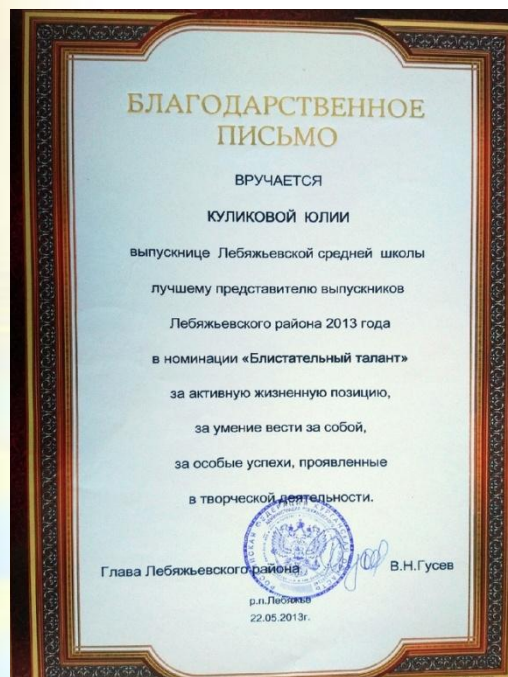 БЛАГОДАРСТВЕННОЕ
ПИСЬМО
ВРУЧАЕТСЯ
КУЛИКОВОЙ ЮЛИИ
выпускнице Лебяжьевской средней школы
лучшему представителю выпускников
Лебяжьевского района 2013 года
в номинации «Блистательный талант»
за активную жизненную позицию,
за умение вести за собой,
за особые успехи, проявленные
в творческой деятельности.
Глава Лебяжьевского района В.Н.Гусев
р.п.Лебяжье
22.05.2013г.